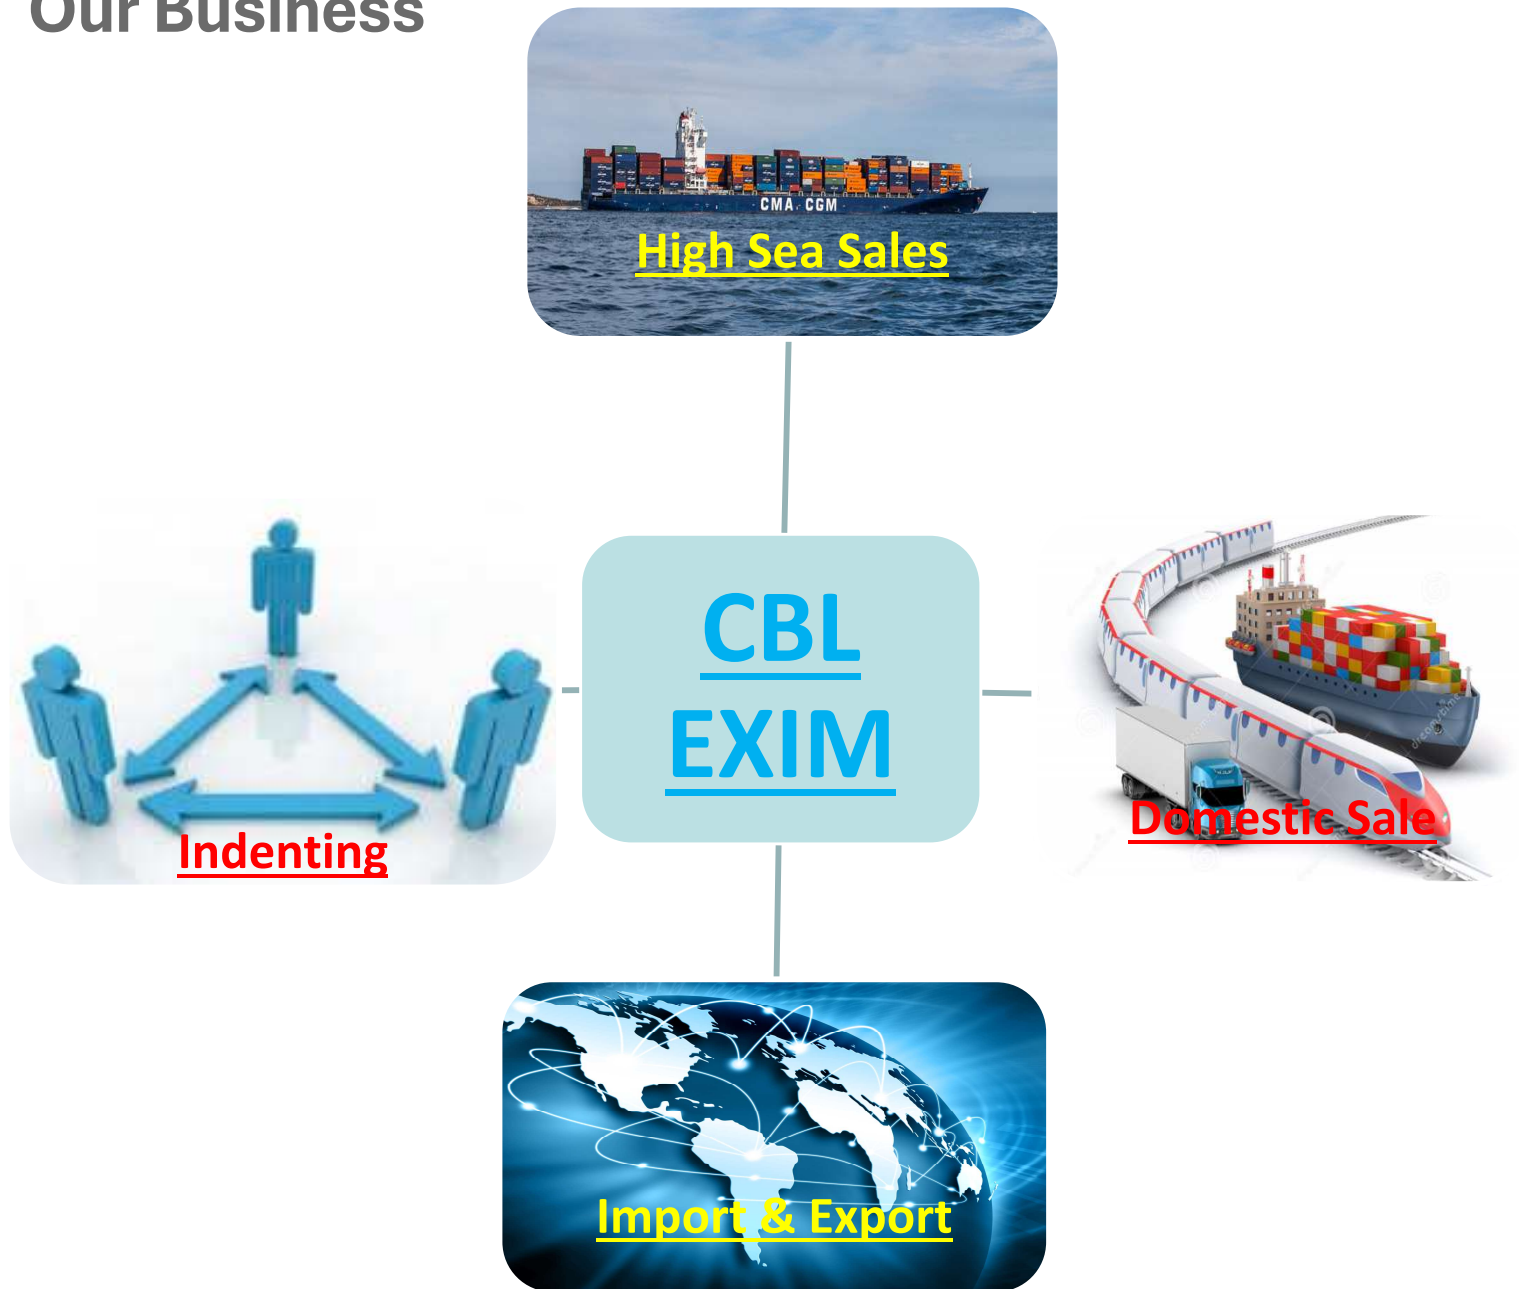 Our Business
CMA CGM
High Sea Sales
CBL
EXIM
Indenting
Domestic Sale
Import & Export